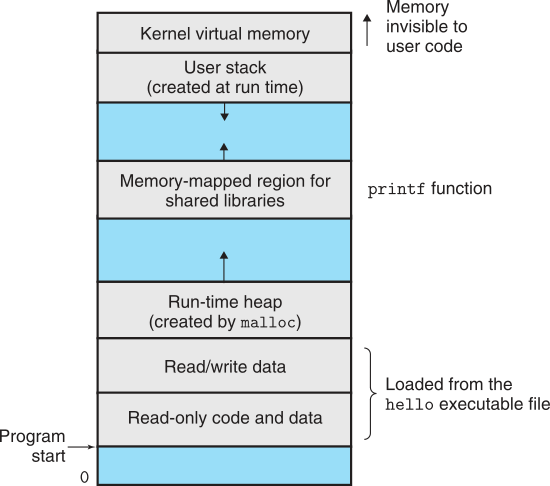 Kernel virtual memory
Memory
invisible to
user code
User stack
(created at run time)
Memory-mapped region for
shared libraries
printf function
Run-time heap
(created by malloc)
Read/write data
Loaded from the
hello executable file
Read-only code and data
Program
start
0